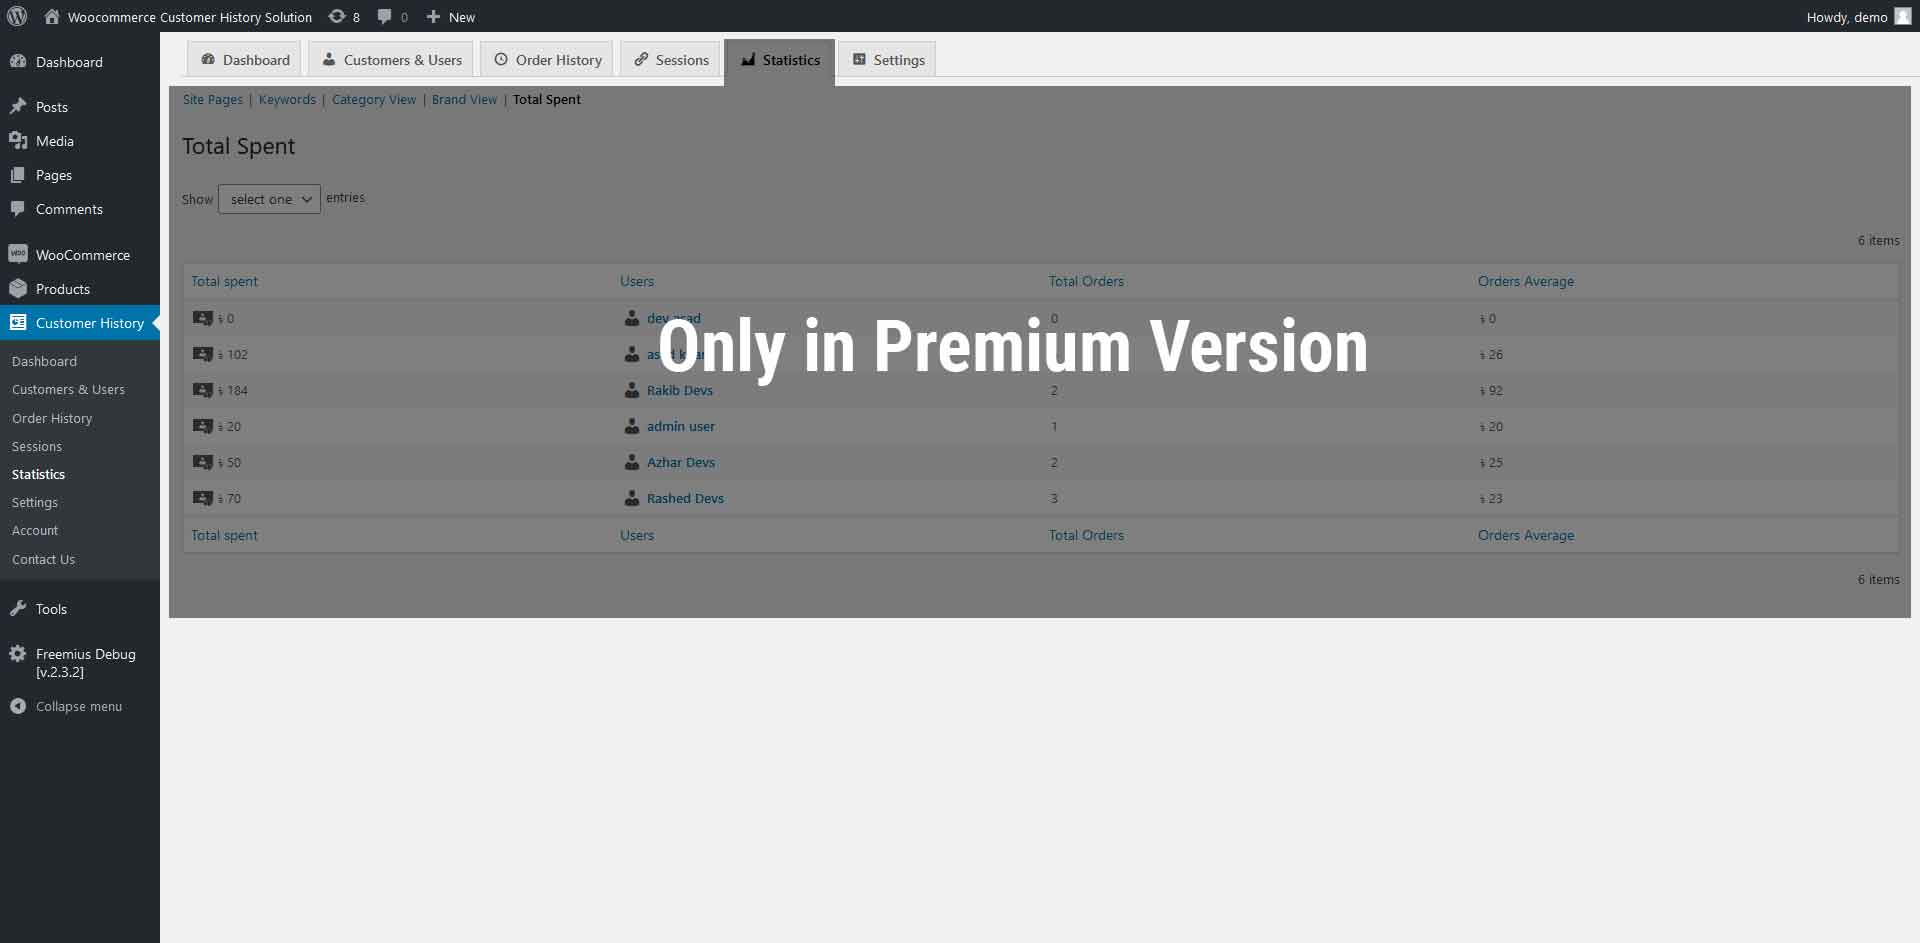 Woocommerce Customer History Solution 8 0 New Howdy, demo
Dashboard
Posts
Media
Pages
Comments
WooCommerce
Products
Customer History
Dashboard
Customers & Users
Order History
Sessions
Statistics
Settings
Account
Contact Us
Tools
Freemius Debug
[v.2.3.2]
Collapse menu
Dashboard Customers & Users Order History Sessions Statistics Settings
Site Pages | Keywords | Category View | Brand View | Total Spent
Total Spent
Show select one entries
6 items
Total spent Users Total Orders Orders Average
0 dev asad 0 0
102 26
Only in Premium Version
184 Rakib Devs 2 92
20 admin user 1 20
50 Azhar Devs 2 25
70 Rashed Devs 3 23
Total spent Users Total Orders Orders Average
6 items